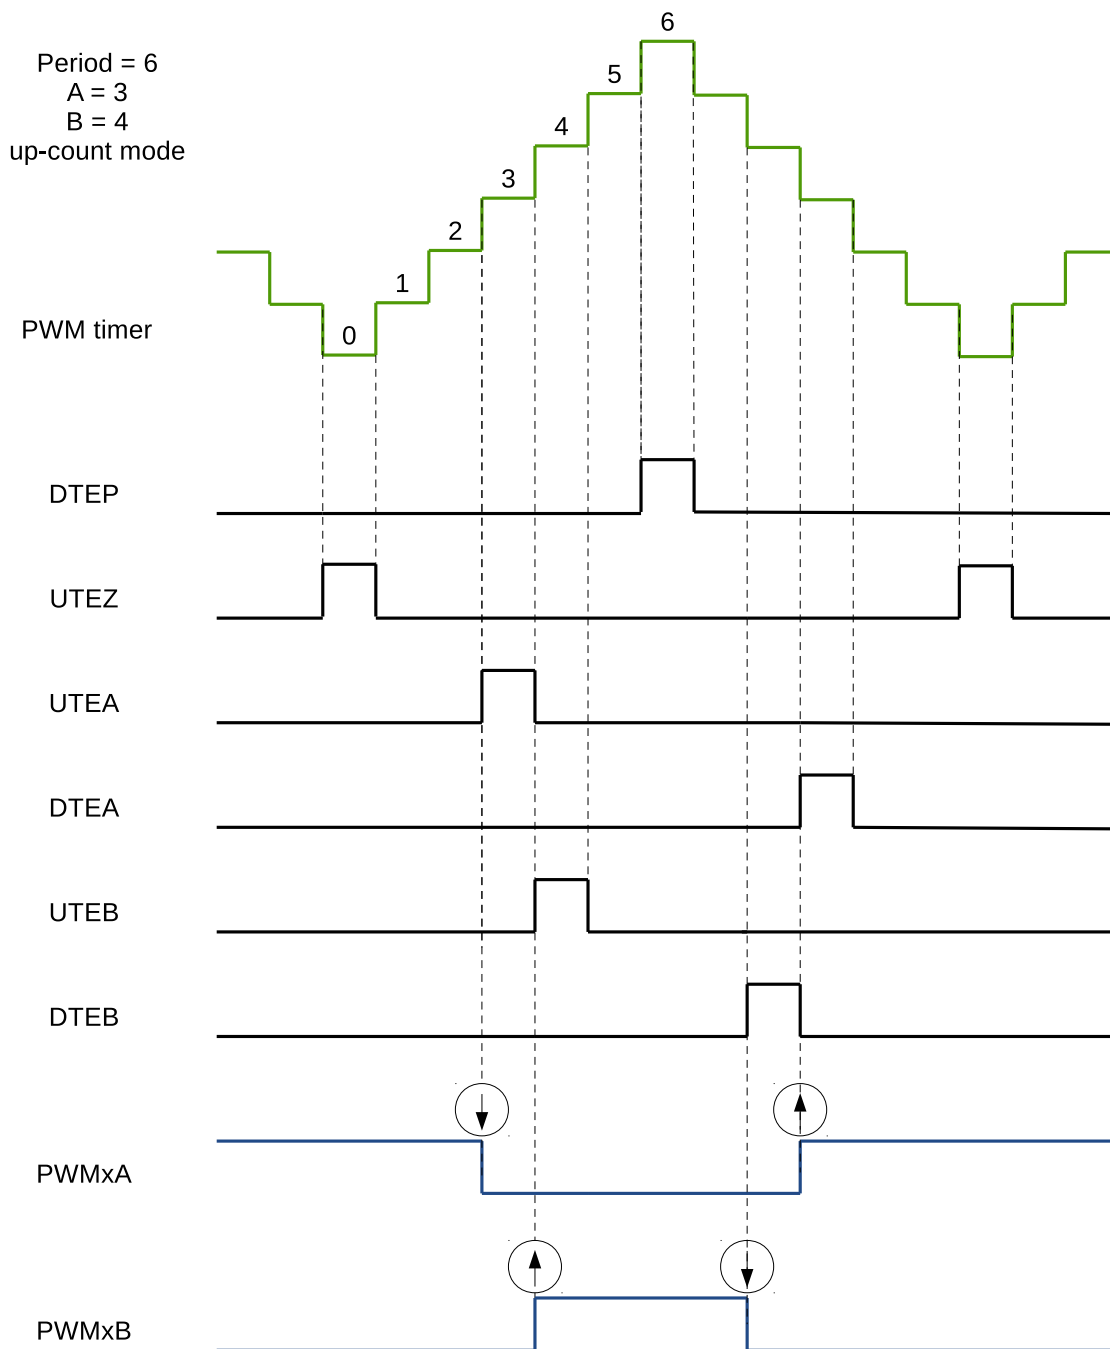 6
Period = 6
A = 3
B = 4
up-count mode
5
4
3
2
1
0
PWM timer
DTEP
UTEZ
UTEA
DTEA
UTEB
DTEB
PWMxA
PWMxB